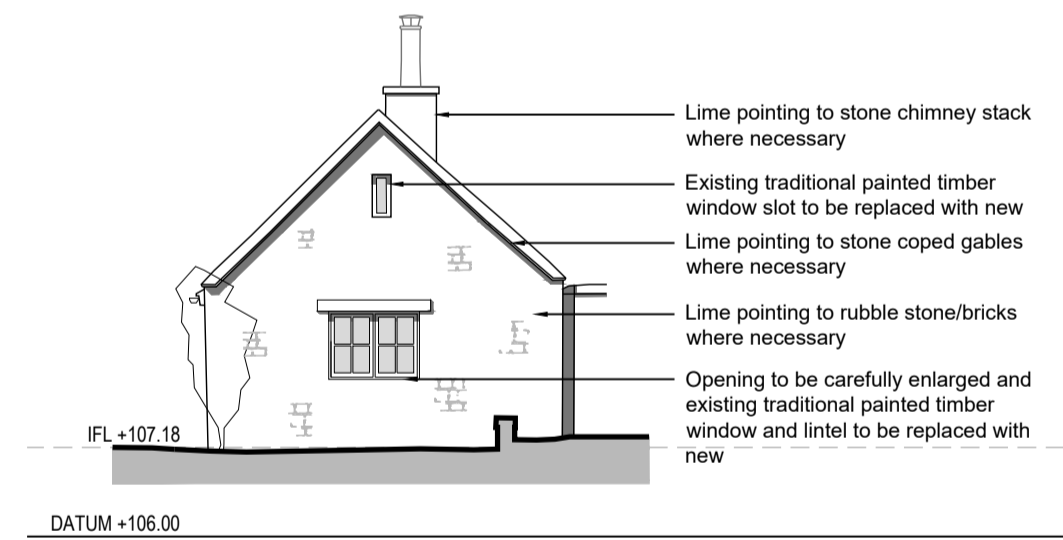 Lime pointing to stone chimney stack
where necessary
Existing traditional painted timber
window slot to be replaced with new
Lime pointing to stone coped gables
where necessary
Lime pointing to rubble stone/bricks
where necessary
Opening to be carefully enlarged and
existing traditional painted timber
window and lintel to be replaced with
new
IFL +107.18
DATUM +106.00